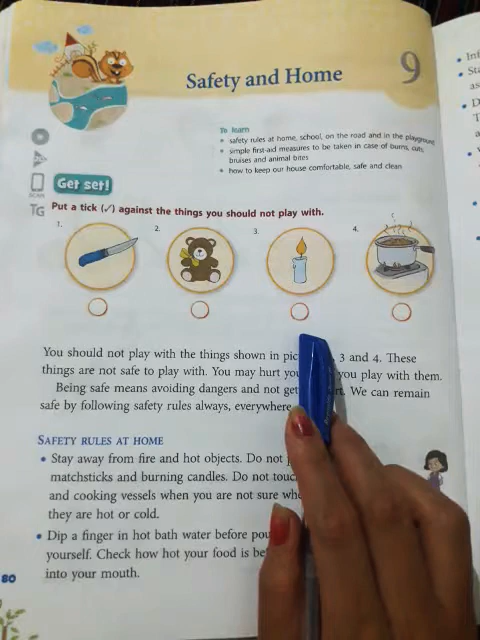 Safety and Home
9
To learn
• safety rules at home, school, on the road and in the playground
• simple first-aid measures to be taken in case of burns, cuts,
bruises and animal bites
• how to keep our house comfortable, safe and clean
Get set!
SCAN
TG
Put a tick (✓) against the things you should not play with.
1.
2.
3.
4.
You should not play with the things shown in 3 and 4. These
things are not safe to play with. You may hurt you play with them.
Being safe means avoiding dangers and not We can remain
safe by following safety rules always, everywhere
SAFETY RULES AT HOME
• Stay away from fire and hot objects. Do not
matchsticks and burning candles. Do not
and cooking vessels when you are not sure
they are hot or cold.
• Dip a finger in hot bath water before
yourself. Check how hot your food is
into your mouth.
80
• Inf
• Sta
as
• D
T
a